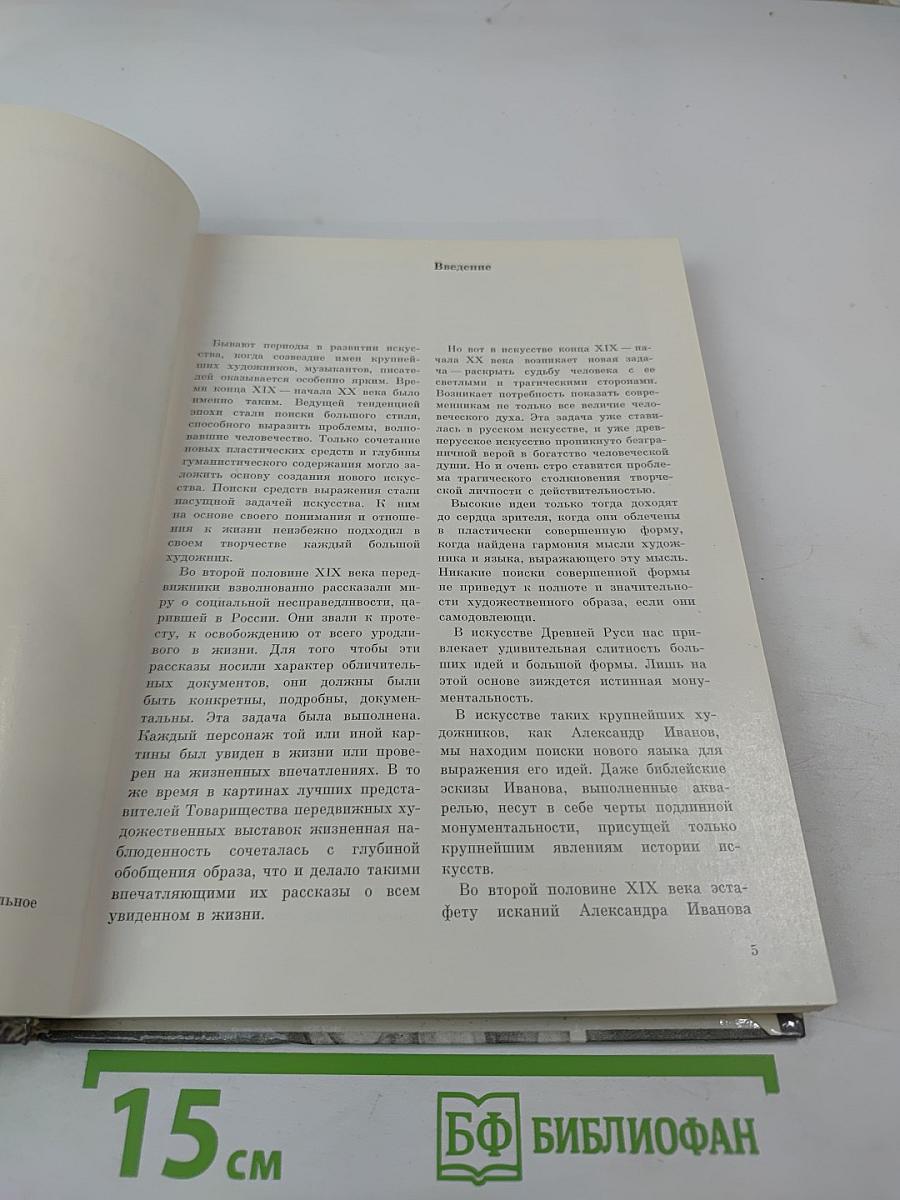 Введение
Бывают периоды в развитии искус-
ства, когда созвездие имен крупней-
ших художников, музыкантов, писате-
лей оказывается особенно ярким. Вре-
мя конца XIX — начала XX века было
именно таким. Ведущей тенденцией
эпохи стали поиски большого стиля,
способного выразить проблемы, волно-
вавшие человечество. Только сочетание
новых пластических средств и глубины
гуманистического содержания могло за-
ложить основу создания нового искус-
ства. Поиски средств выражения стали
насущной задачей искусства. К ним
на основе своего понимания и отноше-
ния к жизни неизбежно подходил в
своем творчестве каждый большой
художник.
Во второй половине XIX века перед-
вижники взволнованно рассказали ми-
ру о социальной несправедливости, ца-
рившей в России. Они звали к проте-
сту, к освобождению от всего уродли-
вого в жизни. Для того чтобы эти
рассказы носили характер обличитель-
ных документов, они должны были
быть конкретны, подробны, докумен-
тальны. Эта задача была выполнена.
Каждый персонаж той или иной кар-
тины был увиден в жизни или прове-
рен на жизненных впечатлениях. В то
же время в картинах лучших предста-
вителей Товарищества передвижных ху-
дожественных выставок жизненная на-
блюденность сочеталась с глубиной
обобщения образа, что и делало такими
впечатляющими их рассказы о всем
увиденном в жизни.
Но вот в искусстве конца XIX — на-
чала XX века возникает новая зада-
ча — раскрыть судьбу человека с ее
светлыми и трагическими сторонами.
Возникает потребность показать совре-
менникам не только все величие чело-
веческого духа. Эта задача уже стави-
лась в русском искусстве, и уже древ-
нерусское искусство проникнуто безгра-
ничной верой в богатство человеческой
души. Но и очень стро ставится пробле-
ма трагического столкновения творче-
ской личности с действительностью.
Высокие идеи только тогда доходят
до сердца зрителя, когда они облечены
в пластически совершенную форму,
когда найдена гармония мысли худож-
ника и языка, выражающего эту мысль.
Никакие поиски совершенной формы
не приведут к полноте и значительно-
сти художественного образа, если они
самодовлеющи.
В искусстве Древней Руси нас при-
влекает удивительная слитность боль-
ших идей и большой формы. Лишь на
этой основе зиждется истинная мону-
ментальность.
В искусстве таких крупнейших ху-
дожников, как Александр Иванов,
мы находим поиски нового языка для
выражения его идей. Даже библейские
эскизы Иванова, выполненные аква-
релью, несут в себе черты подлинной
монументальности, присущей только
крупнейшим явлениям истории ис-
кусств.
Во второй половине XIX века эста-
фету исканий Александра Иванова
5
льное
15 см
БФ БИБЛИОФАН